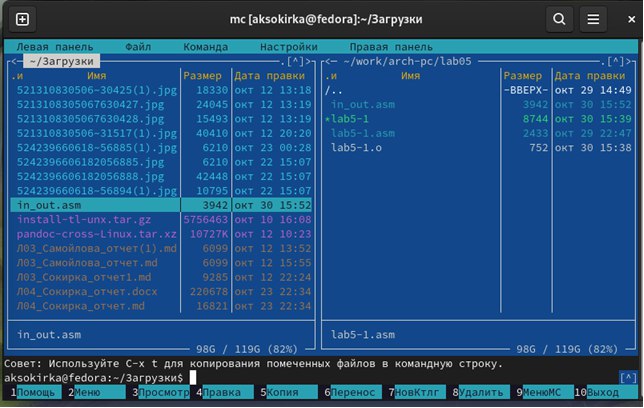 mc [aksokirka@fedora]:~/Загрузки
Левая панель Файл Команда Настройки Правая панель
<─ ~/Загрузки .[^]>
.и Имя Размер Дата правки
521310830506-30425(1).jpg 18330 окт 12 13:18
52131083050676​30427.jpg 24045 окт 12 13:19
5213108305067630428.jpg 15493 окт 12 13:19
521310830506-31517(1).jpg 40410 окт 12 20:20
524239660618-56885(1).jpg 6210 окт 23 00:28
5242396606182056885.jpg 6210 окт 22 15:07
5242396606182056888.jpg 42448 окт 22 15:07
524239660618-56894(1).jpg 10795 окт 22 15:07
in_out.asm 3942 окт 30 15:52
install-tl-unx.tar.gz 5756463 окт 10 16:08
pandoc-cross-Linux.tar.xz 10727K окт 12 10:23
Л03_Самойлова_отчет(1).md 6099 окт 12 13:52
Л03_Самойлова_отчет.md 6099 окт 12 15:55
Л03_Сокирка_отчет1.md 9285 окт 12 22:24
Л04_Сокирка_отчет.docx 220678 окт 23 22:34
Л04_Сокирка_отчет.md 16821 окт 23 22:34
in_out.asm
98G / 119G (82%)
<─ ~/work/arch-pc/lab05 .[^]>
.и Имя Размер Дата правки
/.. -ВВЕРХ- окт 29 14:49
in_out.asm 3942 окт 30 15:52
*lab5-1 8744 окт 30 15:39
lab5-1.asm 2433 окт 29 22:47
lab5-1.o 752 окт 30 15:38
lab5-1.asm
98G / 119G (82%)
Совет: Используйте C-x t для копирования помеченных файлов в командную строку.
aksokirka@fedora:~/Загрузки$ [^]
1Помощь 2Меню 3Просмотр 4Правка 5Копия 6Перенос 7НовКтлг 8Удалить 9МенюMC 10Выход